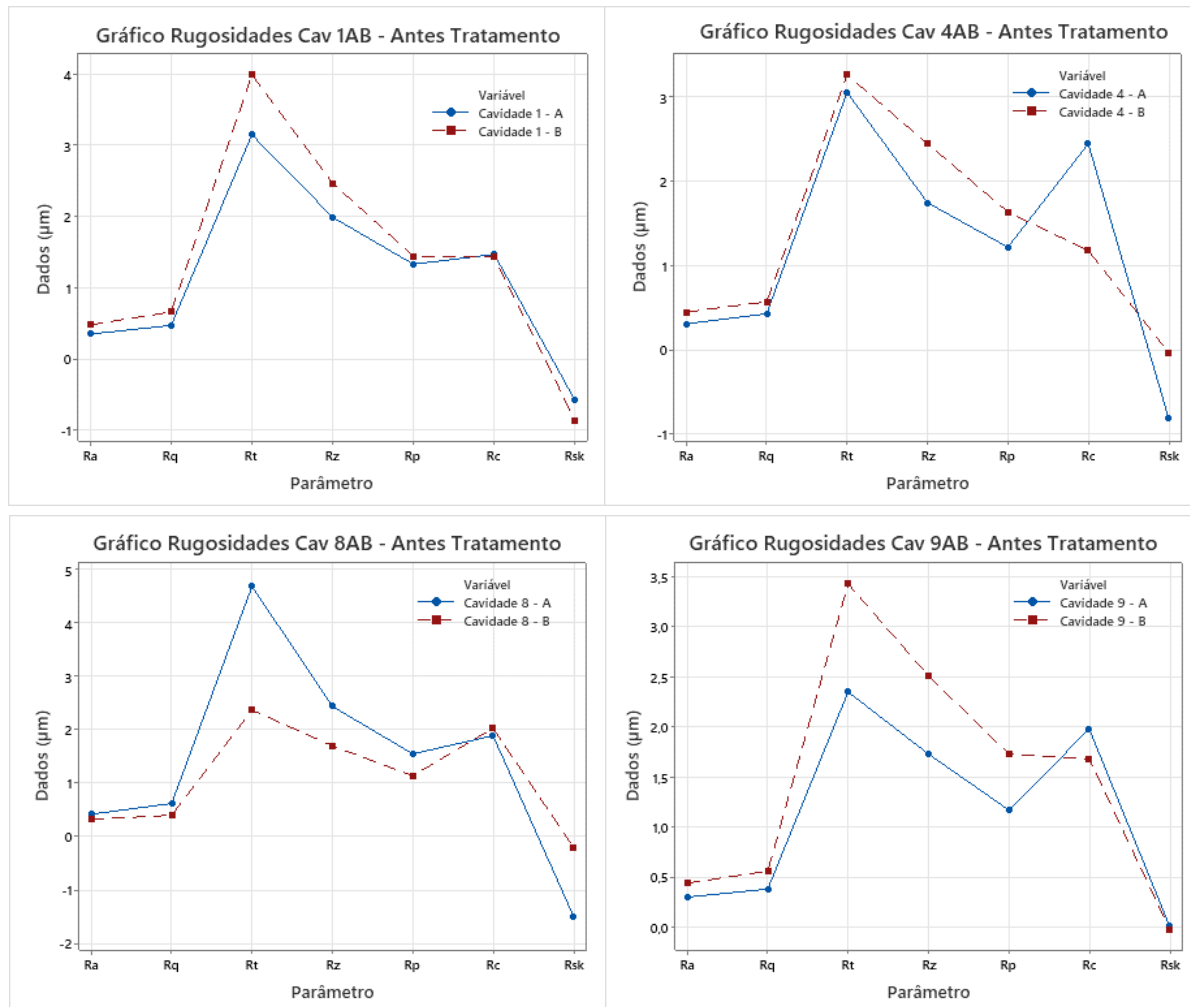 Gráfico Rugosidades Cav 1AB - Antes Tratamento
Variável
Cavidade 1 - A
Cavidade 1 - B
Dados (µm)
4
3
2
1
0
-1
Ra Rq Rt Rz Rp Rc Rsk
Parâmetro
Gráfico Rugosidades Cav 4AB - Antes Tratamento
Variável
Cavidade 4 - A
Cavidade 4 - B
Dados (µm)
3
2
1
0
-1
Ra Rq Rt Rz Rp Rc Rsk
Parâmetro
Gráfico Rugosidades Cav 8AB - Antes Tratamento
Variável
Cavidade 8 - A
Cavidade 8 - B
Dados (µm)
5
4
3
2
1
0
-1
-2
Ra Rq Rt Rz Rp Rc Rsk
Parâmetro
Gráfico Rugosidades Cav 9AB - Antes Tratamento
Variável
Cavidade 9 - A
Cavidade 9 - B
Dados (µm)
3,5
3,0
2,5
2,0
1,5
1,0
0,5
0,0
Ra Rq Rt Rz Rp Rc Rsk
Parâmetro